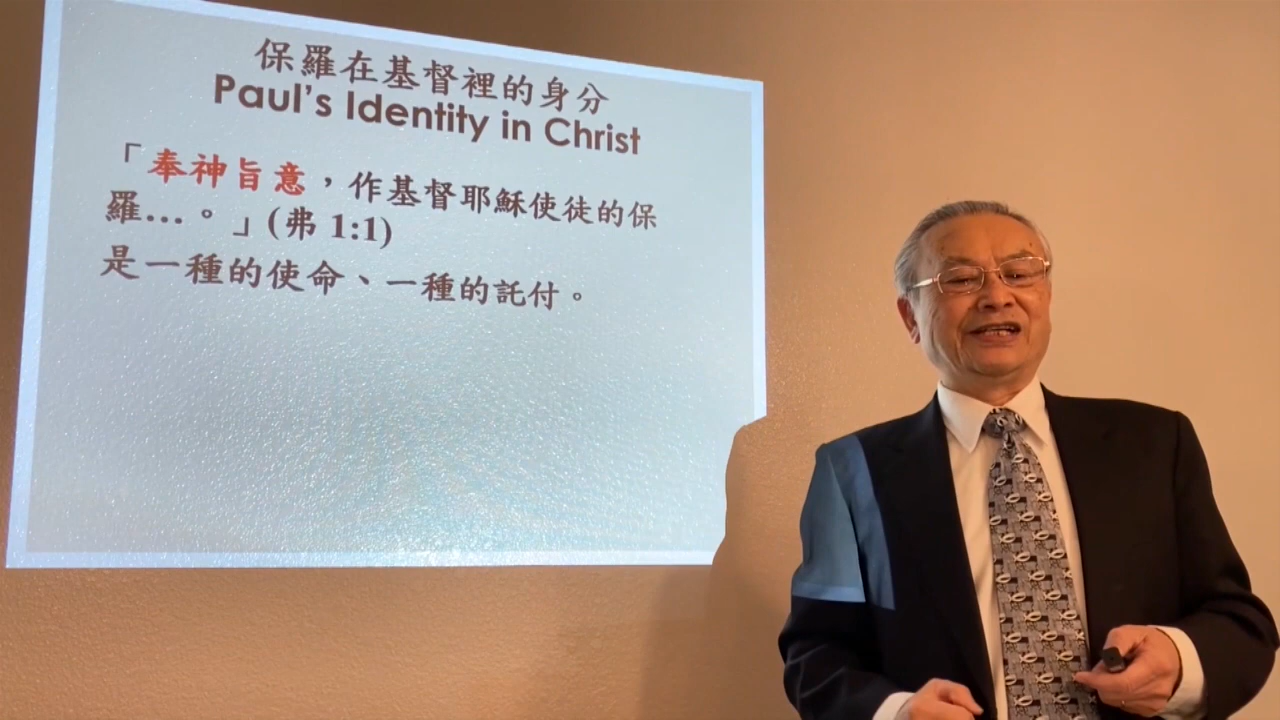 保羅在基督裡的身分
Paul's Identity in Christ
「奉神旨意，作基督耶穌使徒的保
羅…。」(弗 1:1)
是一種的使命、一種的託付。